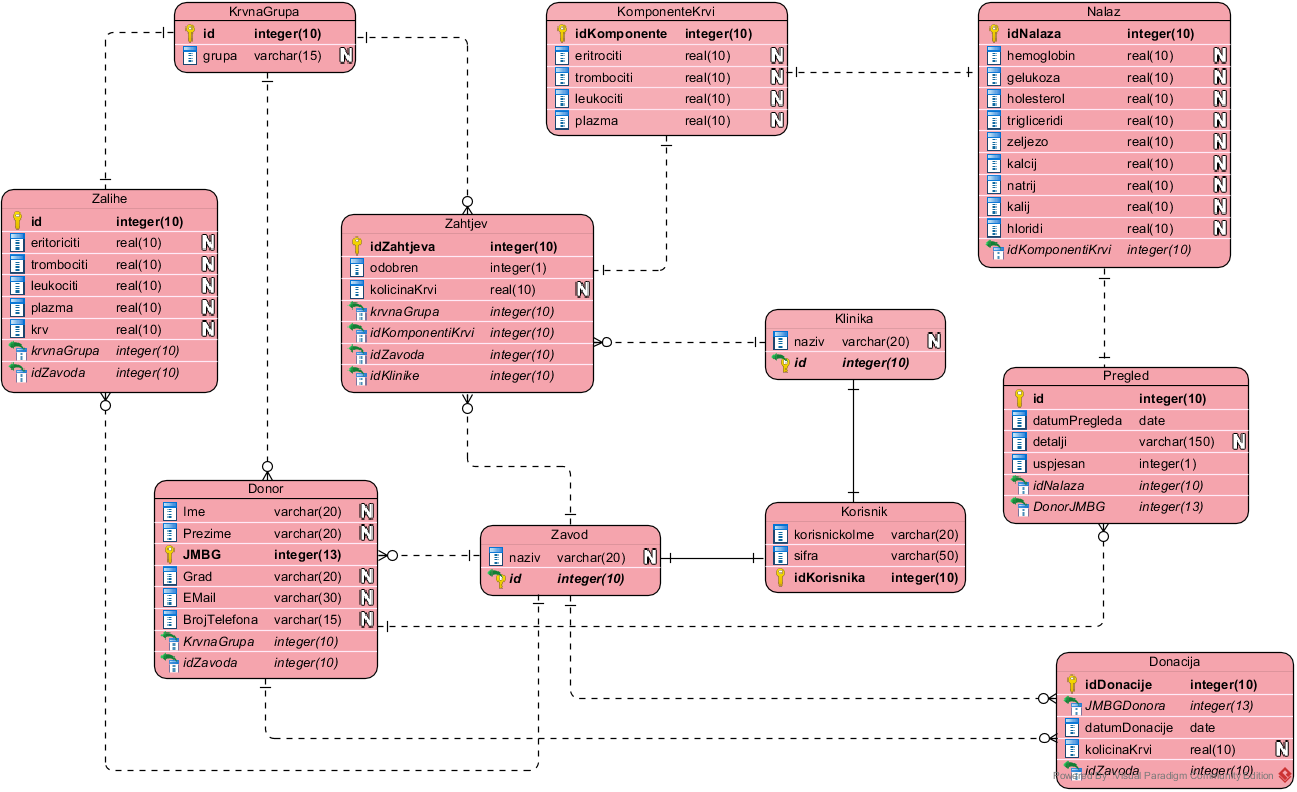 KrvnaGrupa
id integer(10)
grupa varchar(15) N
KomponenteKrvi
idKomponente integer(10)
eritrociti real(10) N
trombociti real(10) N
leukociti real(10) N
plazma real(10) N
Nalaz
idNalaza integer(10)
hemoglobin real(10) N
gelukoza real(10) N
holesterol real(10) N
trigliceridi real(10) N
zeljezo real(10) N
kalcij real(10) N
natrij real(10) N
kalij real(10) N
hloridi real(10) N
idKomponentiKrvi integer(10)
Zalihe
id integer(10)
eritoriciti real(10) N
trombociti real(10) N
leukociti real(10) N
plazma real(10) N
krv real(10) N
krvnaGrupa integer(10)
idZavoda integer(10)
Zahtjev
idZahtjeva integer(10)
odobren integer(1)
kolicinaKrvi real(10) N
krvnaGrupa integer(10)
idKomponentiKrvi integer(10)
idZavoda integer(10)
idKlinike integer(10)
Klinika
naziv varchar(20) N
id integer(10)
Pregled
id integer(10)
datumPregleda date
detalji varchar(150) N
uspjesan integer(1)
idNalaza integer(10)
DonorJMBG integer(13)
Donor
Ime varchar(20) N
Prezime varchar(20) N
JMBG integer(13)
Grad varchar(20) N
EMail varchar(30) N
BrojTelefona varchar(15) N
KrvnaGrupa integer(10)
idZavoda integer(10)
Zavod
naziv varchar(20) N
id integer(10)
Korisnik
korisnickoIme varchar(20)
sifra varchar(50)
idKorisnika integer(10)
Donacija
idDonacije integer(10)
JMBGDonora integer(13)
datumDonacije date
kolicinaKrvi real(10) N
idZavoda integer(10)
Powered By Visual Paradigm Community Edition